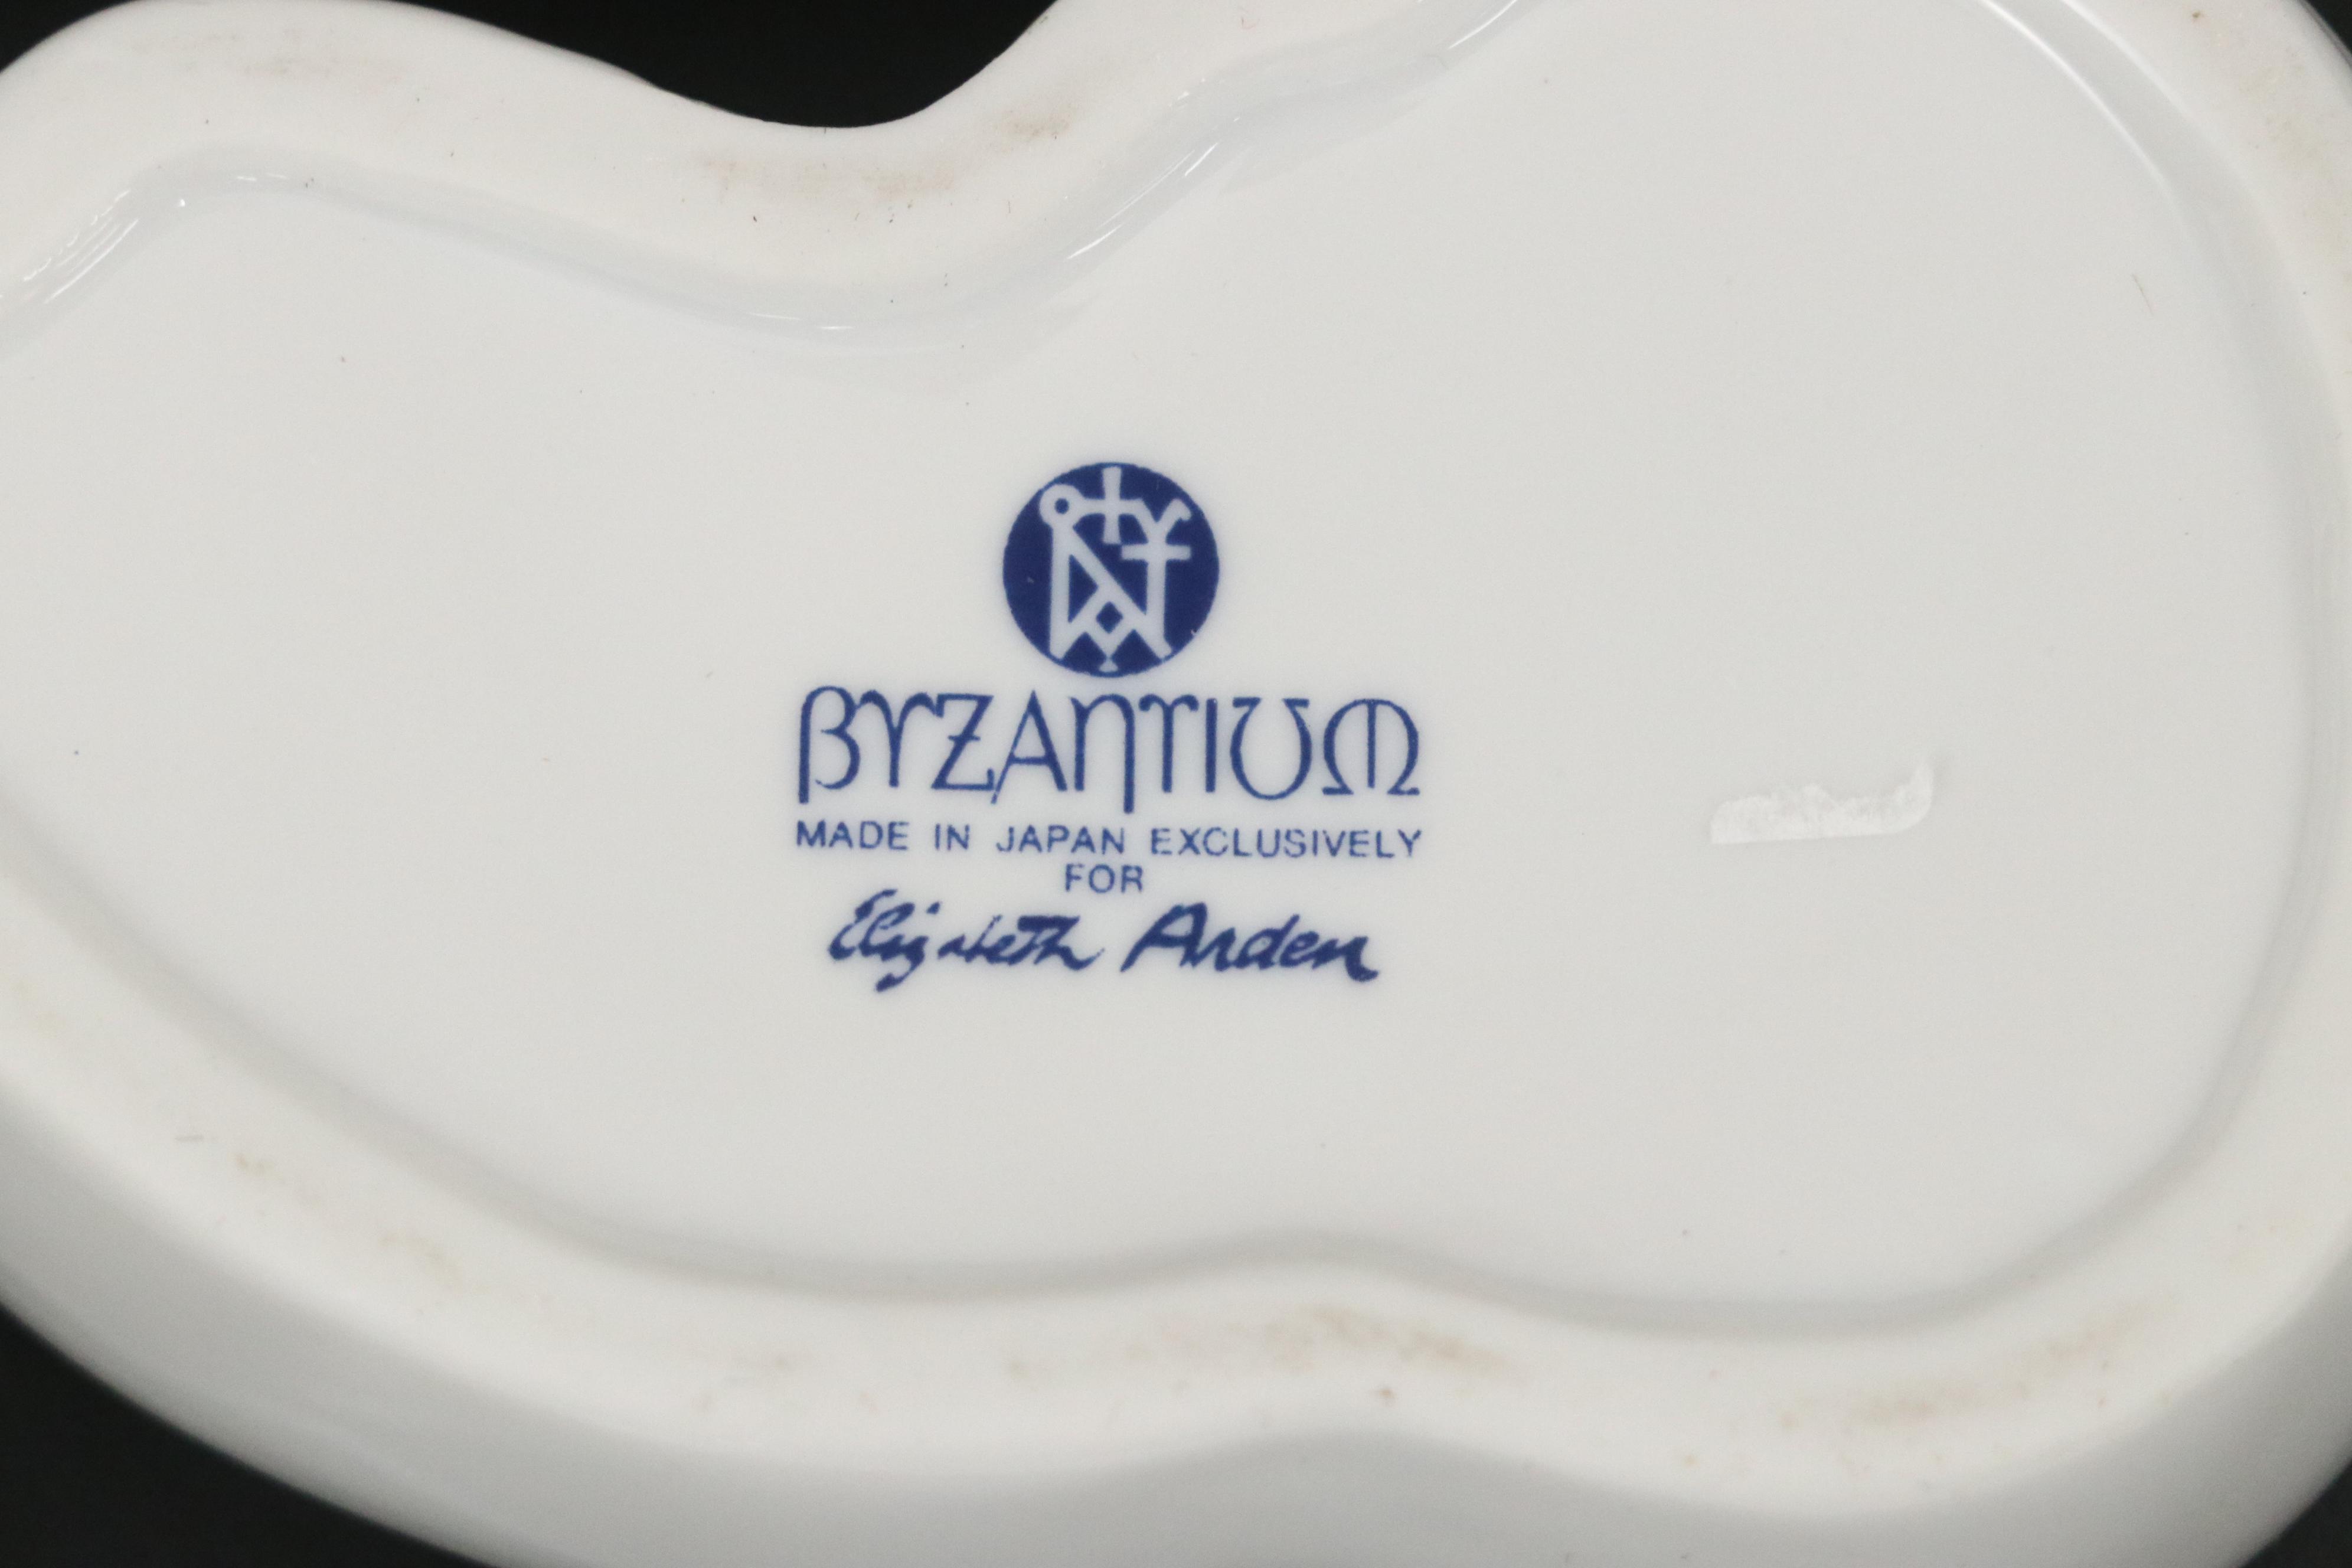 BYZANTIUM
MADE IN JAPAN EXCLUSIVELY
FOR
Elizabeth Arden